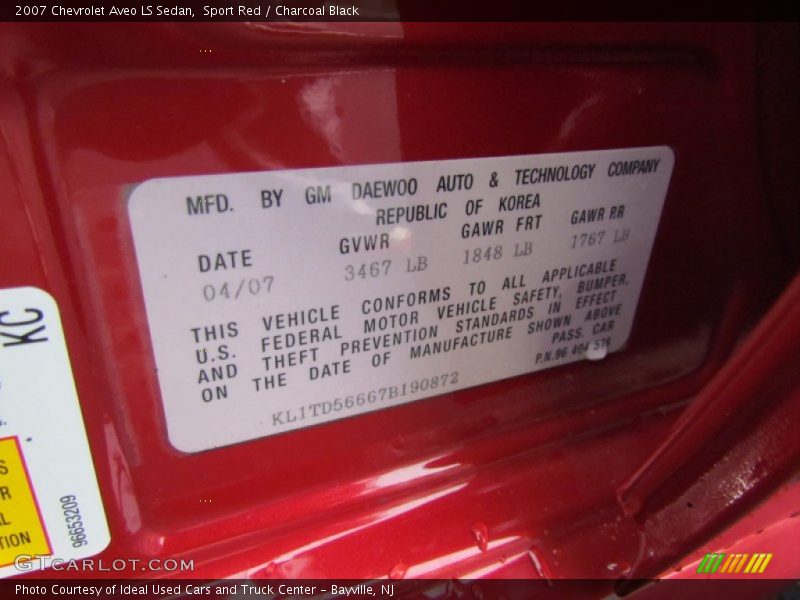 2007 Chevrolet Aveo LS Sedan, Sport Red / Charcoal Black
MFD. BY GM DAEWOO AUTO & TECHNOLOGY COMPANY
REPUBLIC OF KOREA
DATE GVWR GAWR FRT GAWR RR
04/07 3467 LB 1848 LB 1767 LB
THIS VEHICLE CONFORMS TO ALL APPLICABLE
U.S. FEDERAL MOTOR VEHICLE SAFETY, BUMPER,
AND THEFT PREVENTION STANDARDS IN EFFECT
ON THE DATE OF MANUFACTURE SHOWN ABOVE
PASS. CAR
P.N.96 404 576
KL1TD56667B190872
KC
96653209
GTCARLOT.COM
Photo Courtesy of Ideal Used Cars and Truck Center - Bayville, NJ